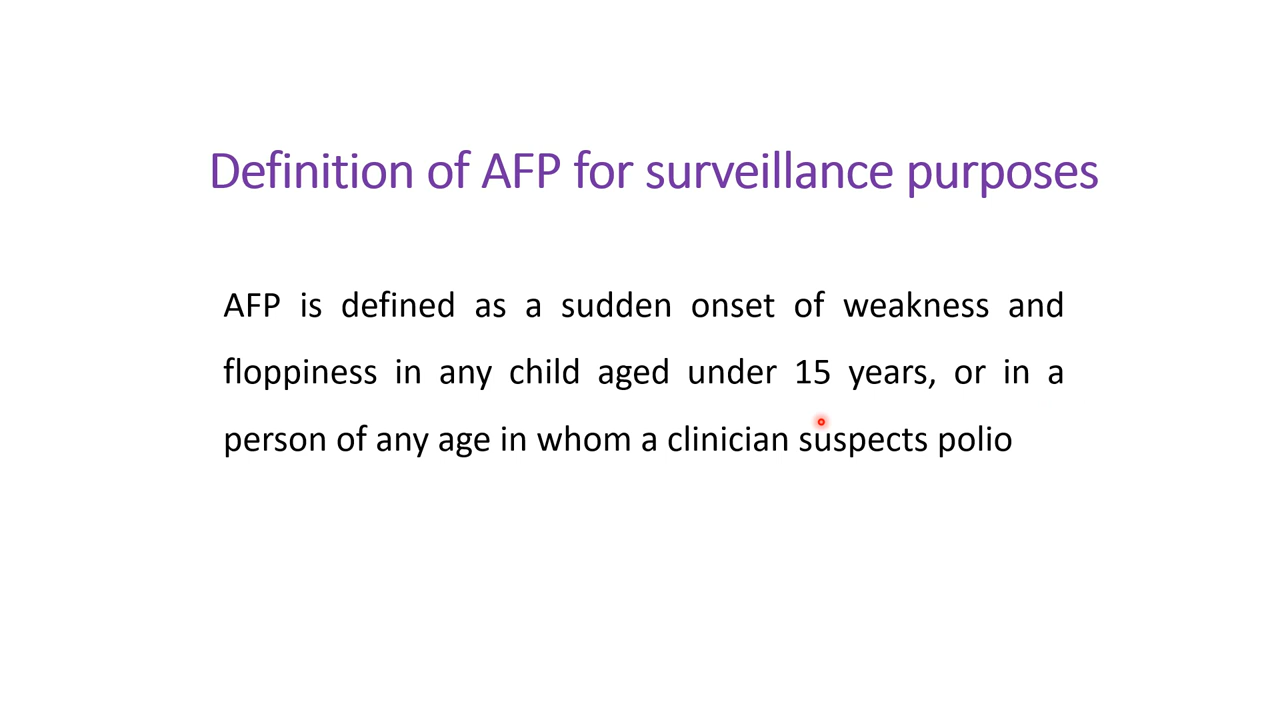 Definition of AFP for surveillance purposes
AFP is defined as a sudden onset of weakness and
floppiness in any child aged under 15 years, or in a
person of any age in whom a clinician suspects polio